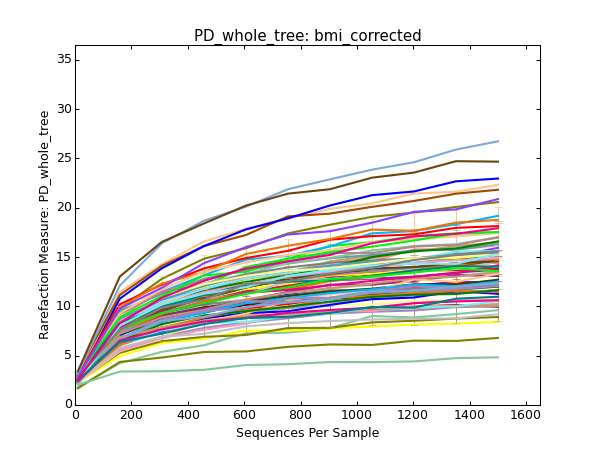 PD_whole_tree: bmi_corrected
Rarefaction Measure: PD_whole_tree
35
30
25
20
15
10
5
0
0 200 400 600 800 1000 1200 1400 1600
Sequences Per Sample